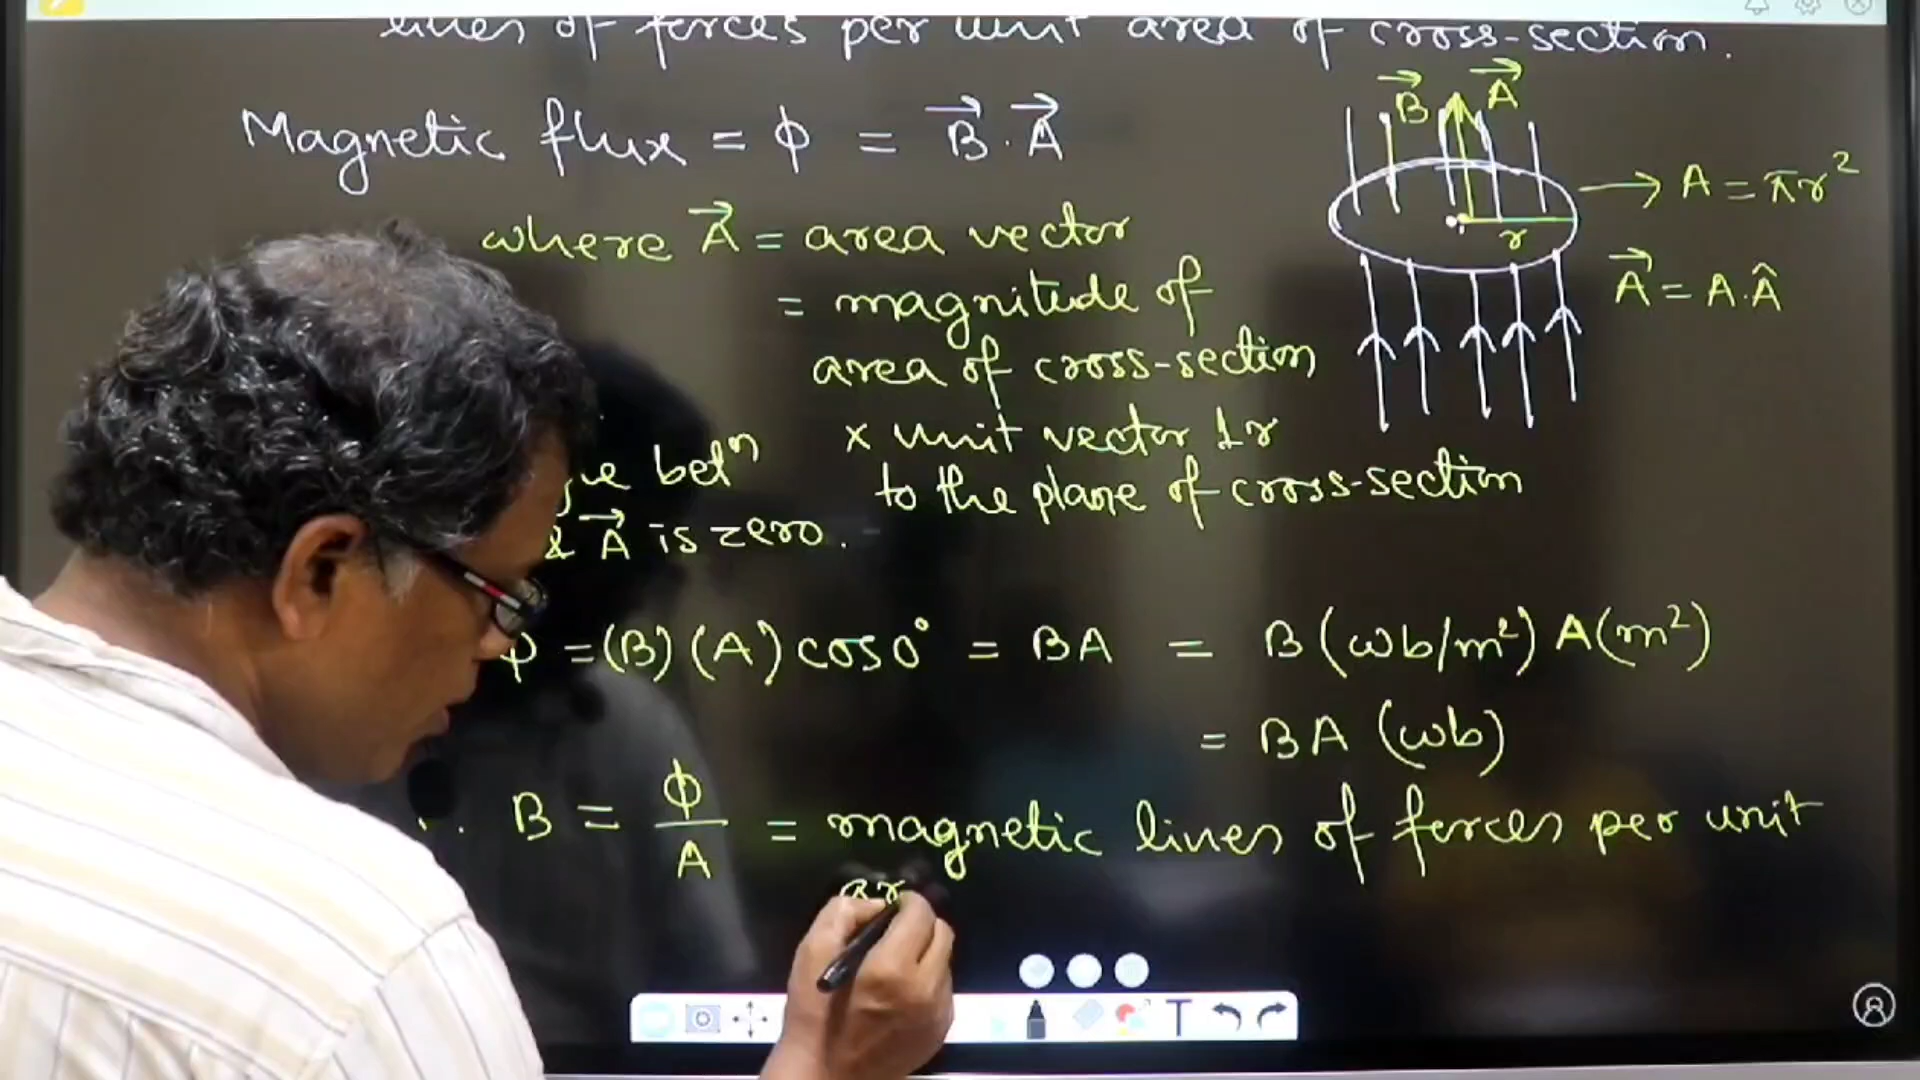 lines of forces per unit area of cross-section.
Magnetic flux = ϕ = B⃗ . A⃗
where A⃗ = area vector
= magnitude of
area of cross-section
x unit vector ⊥r
to the plane of cross-section
betⁿ
& A⃗ is zero.
B⃗ A⃗
r
→ A = πr²
A⃗ = A.Â
ϕ = (B) (A) cos0° = BA = B (wb/m²) A (m²)
= BA (wb)
∴ B = ϕ/A = magnetic lines of forces per unit
ar
T